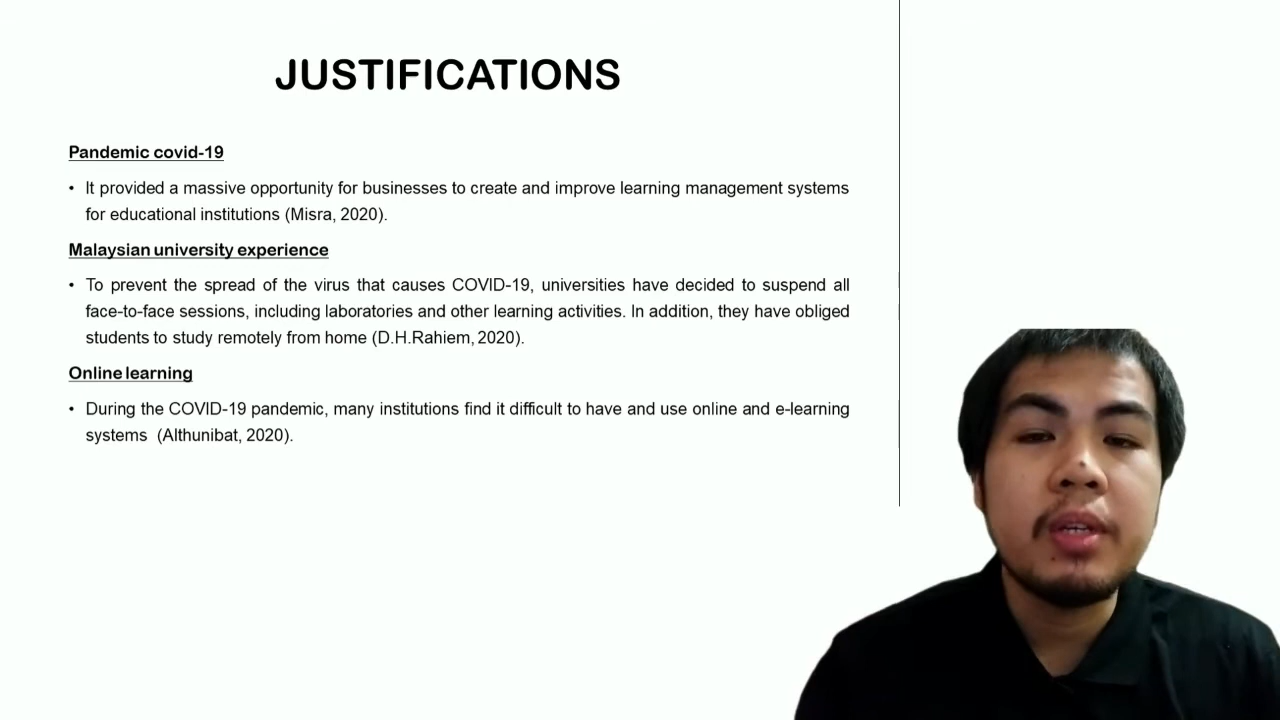 JUSTIFICATIONS
Pandemic covid-19
• It provided a massive opportunity for businesses to create and improve learning management systems
for educational institutions (Misra, 2020).
Malaysian university experience
• To prevent the spread of the virus that causes COVID-19, universities have decided to suspend all
face-to-face sessions, including laboratories and other learning activities. In addition, they have obliged
students to study remotely from home (D.H.Rahiem, 2020).
Online learning
• During the COVID-19 pandemic, many institutions find it difficult to have and use online and e-learning
systems (Althunibat, 2020).